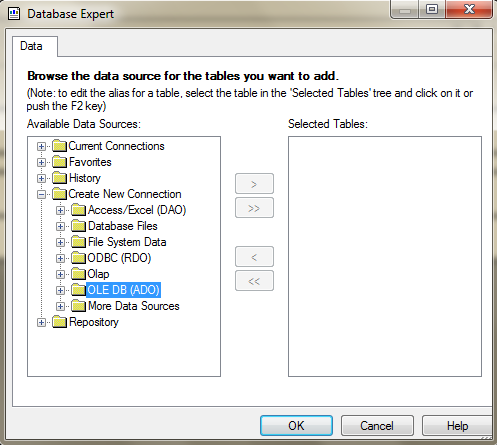 Database Expert
Data
Browse the data source for the tables you want to add.
(Note: to edit the alias for a table, select the table in the 'Selected Tables' tree and click on it or
push the F2 key)
Available Data Sources:
Selected Tables:
Current Connections
Favorites
History
Create New Connection
Access/Excel (DAO)
Database Files
File System Data
ODBC (RDO)
Olap
OLE DB (ADO)
More Data Sources
Repository
>
>>
<
<<
OK
Cancel
Help